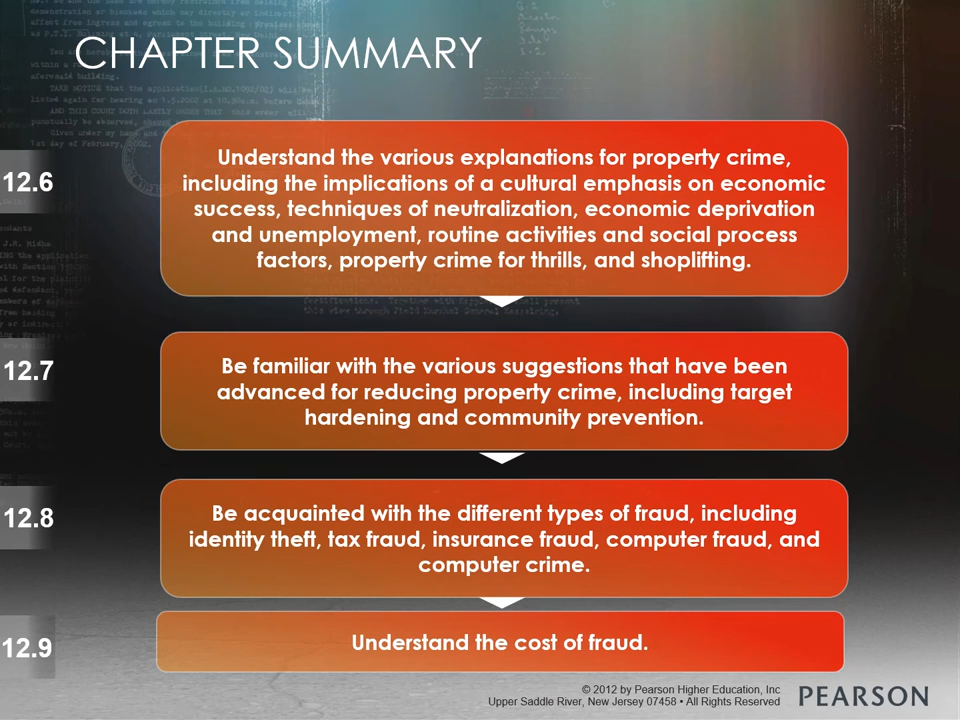 CHAPTER SUMMARY
12.6
Understand the various explanations for property crime,
including the implications of a cultural emphasis on economic
success, techniques of neutralization, economic deprivation
and unemployment, routine activities and social process
factors, property crime for thrills, and shoplifting.
12.7
Be familiar with the various suggestions that have been
advanced for reducing property crime, including target
hardening and community prevention.
12.8
Be acquainted with the different types of fraud, including
identity theft, tax fraud, insurance fraud, computer fraud, and
computer crime.
12.9
Understand the cost of fraud.
© 2012 by Pearson Higher Education, Inc
Upper Saddle River, New Jersey 07458 • All Rights Reserved
PEARSON